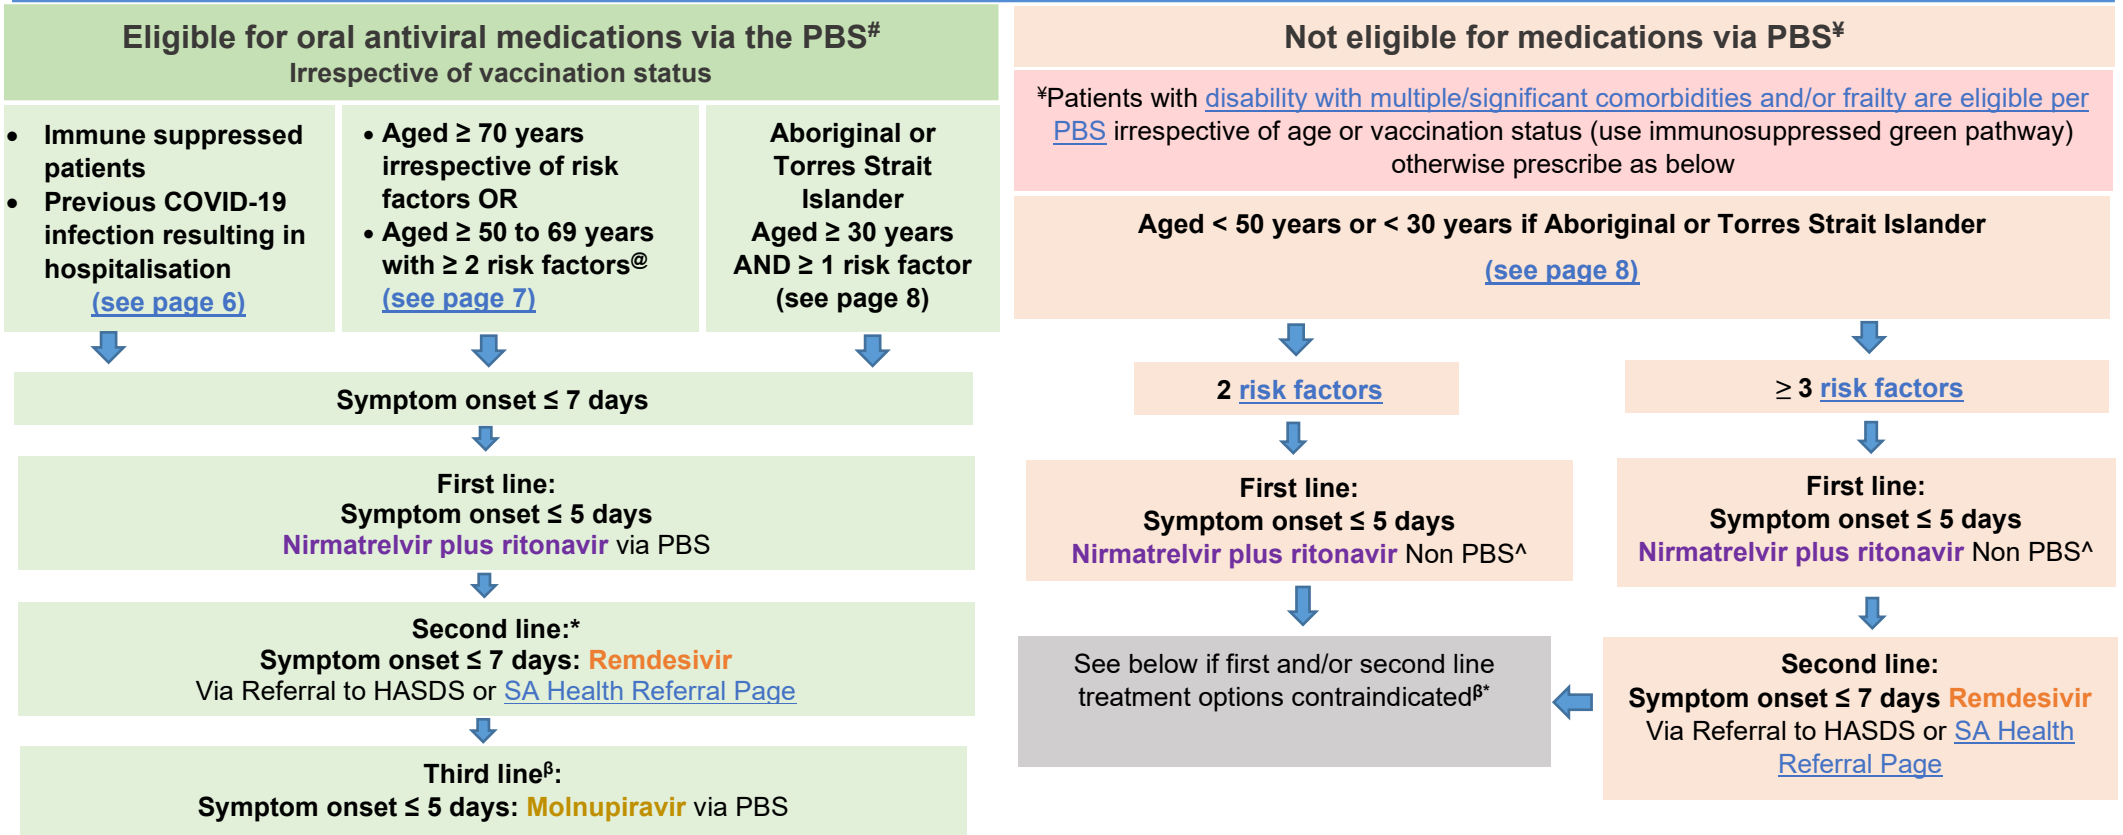 Eligible for oral antiviral medications via the PBS#
Irrespective of vaccination status
• Immune suppressed
patients
• Previous COVID-19
infection resulting in
hospitalisation
(see page 6)
• Aged ≥ 70 years
irrespective of risk
factors OR
• Aged ≥ 50 to 69 years
with ≥ 2 risk factors@
(see page 7)
Aboriginal or
Torres Strait
Islander
Aged ≥ 30 years
AND ≥ 1 risk factor
(see page 8)
Symptom onset ≤ 7 days
First line:
Symptom onset ≤ 5 days
Nirmatrelvir plus ritonavir via PBS
Second line:*
Symptom onset ≤ 7 days: Remdesivir
Via Referral to HASDS or SA Health Referral Page
Third lineβ:
Symptom onset ≤ 5 days: Molnupiravir via PBS
Not eligible for medications via PBS¥
¥Patients with disability with multiple/significant comorbidities and/or frailty are eligible per
PBS irrespective of age or vaccination status (use immunosuppressed green pathway)
otherwise prescribe as below
Aged < 50 years or < 30 years if Aboriginal or Torres Strait Islander
(see page 8)
2 risk factors
First line:
Symptom onset ≤ 5 days
Nirmatrelvir plus ritonavir Non PBS^
See below if first and/or second line
treatment options contraindicatedβ*
≥ 3 risk factors
First line:
Symptom onset ≤ 5 days
Nirmatrelvir plus ritonavir Non PBS^
Second line:
Symptom onset ≤ 7 days Remdesivir
Via Referral to HASDS or SA Health
Referral Page